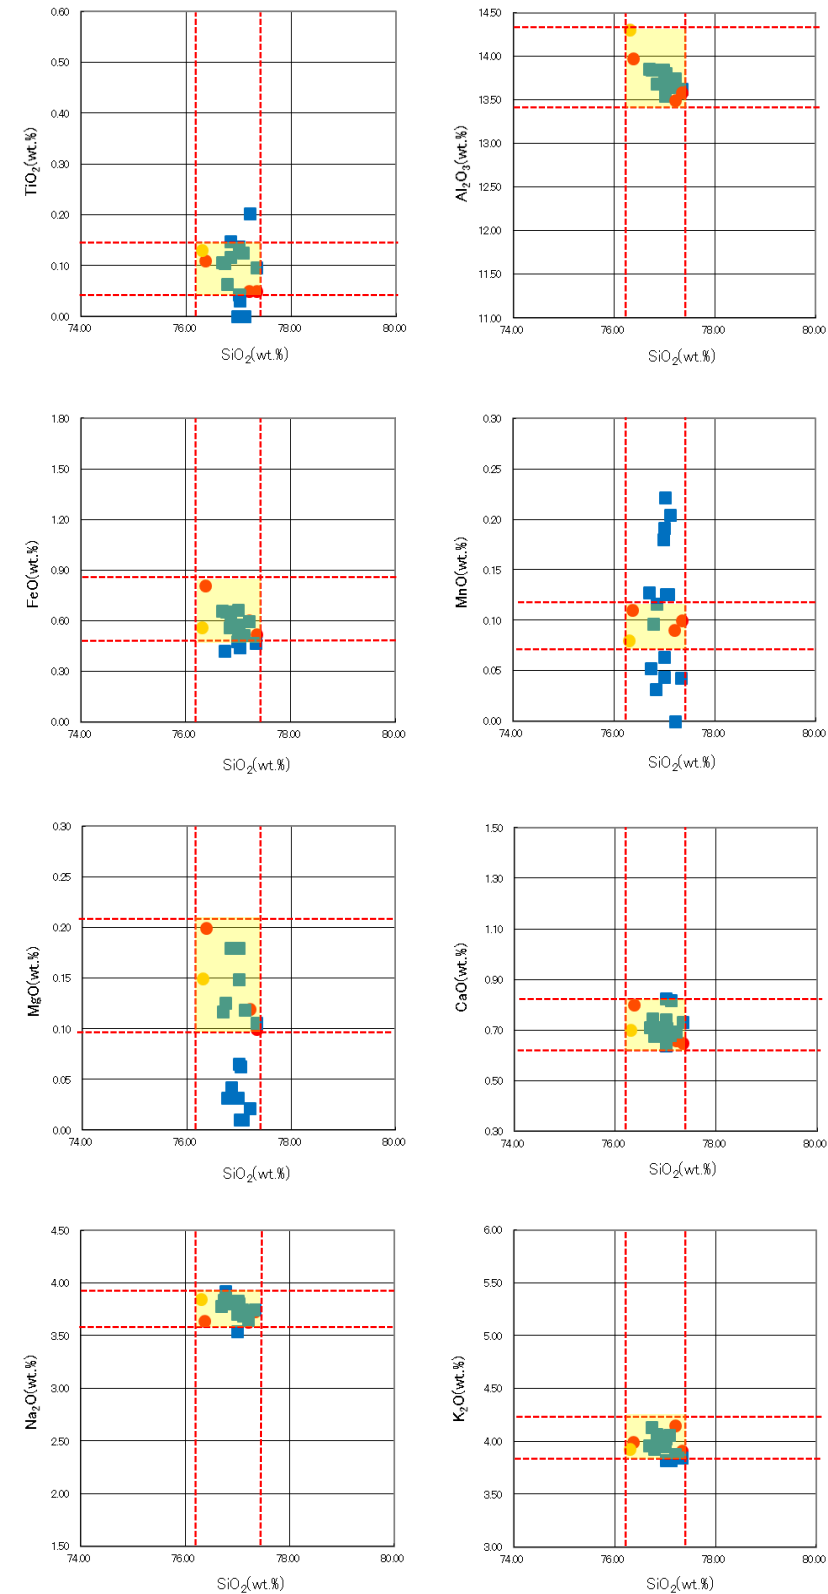 0.60
0.50
0.40
0.30
0.20
0.10
0.00
74.00 76.00 78.00 80.00
TiO2(wt.%)
SiO2(wt.%)
14.50
14.00
13.50
13.00
12.50
12.00
11.50
11.00
74.00 76.00 78.00 80.00
Al2O3(wt.%)
SiO2(wt.%)
1.80
1.50
1.20
0.90
0.60
0.30
0.00
74.00 76.00 78.00 80.00
FeO(wt.%)
SiO2(wt.%)
0.30
0.25
0.20
0.15
0.10
0.05
0.00
74.00 76.00 78.00 80.00
MnO(wt.%)
SiO2(wt.%)
0.30
0.25
0.20
0.15
0.10
0.05
0.00
74.00 76.00 78.00 80.00
MgO(wt.%)
SiO2(wt.%)
1.50
1.30
1.10
0.90
0.70
0.50
0.30
74.00 76.00 78.00 80.00
CaO(wt.%)
SiO2(wt.%)
4.50
4.00
3.50
3.00
2.50
2.00
1.50
74.00 76.00 78.00 80.00
Na2O(wt.%)
SiO2(wt.%)
6.00
5.50
5.00
4.50
4.00
3.50
3.00
74.00 76.00 78.00 80.00
K2O(wt.%)
SiO2(wt.%)